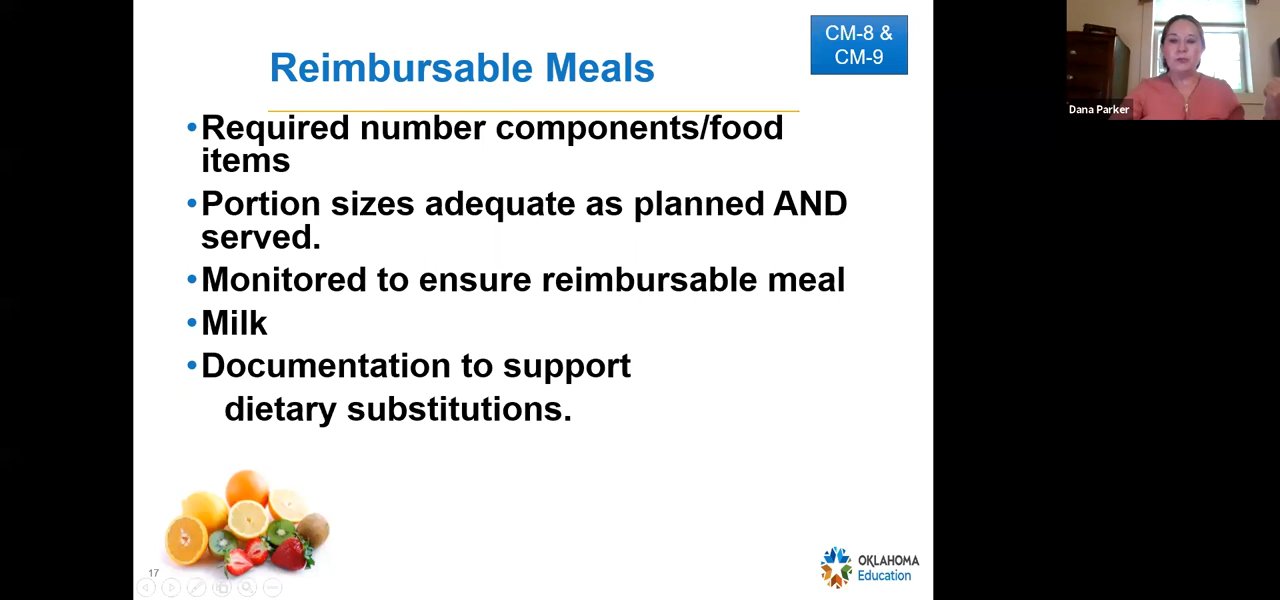 Reimbursable Meals
CM-8 &
CM-9
•Required number components/food
items
•Portion sizes adequate as planned AND
served.
•Monitored to ensure reimbursable meal
•Milk
•Documentation to support
dietary substitutions.
17
OKLAHOMA
Education
Dana Parker